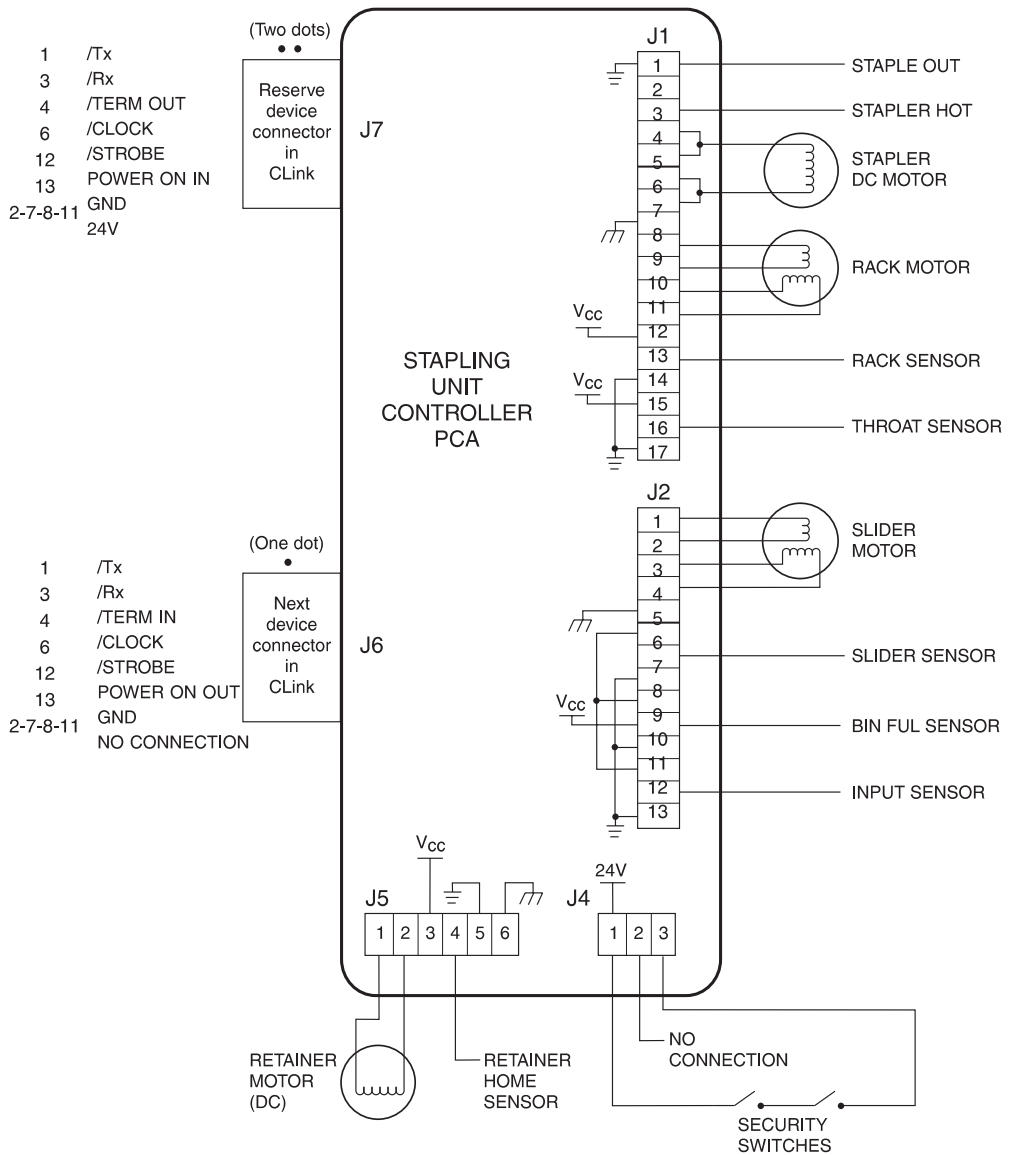 (Two dots)
1 /Tx
3 /Rx
4 /TERM OUT
6 /CLOCK
12 /STROBE
13 POWER ON IN
2-7-8-11 GND
24V
Reserve
device
connector
in
CLink
J7
J1
1
2
3
4
5
6
7
8
9
10
11
12
13
14
15
16
17
STAPLE OUT
STAPLER HOT
STAPLER
DC MOTOR
RACK MOTOR
RACK SENSOR
THROAT SENSOR
Vcc
Vcc
STAPLING
UNIT
CONTROLLER
PCA
(One dot)
1 /Tx
3 /Rx
4 /TERM IN
6 /CLOCK
12 /STROBE
13 POWER ON OUT
2-7-8-11 GND
NO CONNECTION
Next
device
connector
in
CLink
J6
J2
1
2
3
4
5
6
7
8
9
10
11
12
13
SLIDER
MOTOR
SLIDER SENSOR
BIN FUL SENSOR
INPUT SENSOR
Vcc
Vcc
J5
1 2 3 4 5 6
24V
J4
1 2 3
RETAINER
MOTOR
(DC)
RETAINER
HOME
SENSOR
NO
CONNECTION
SECURITY
SWITCHES